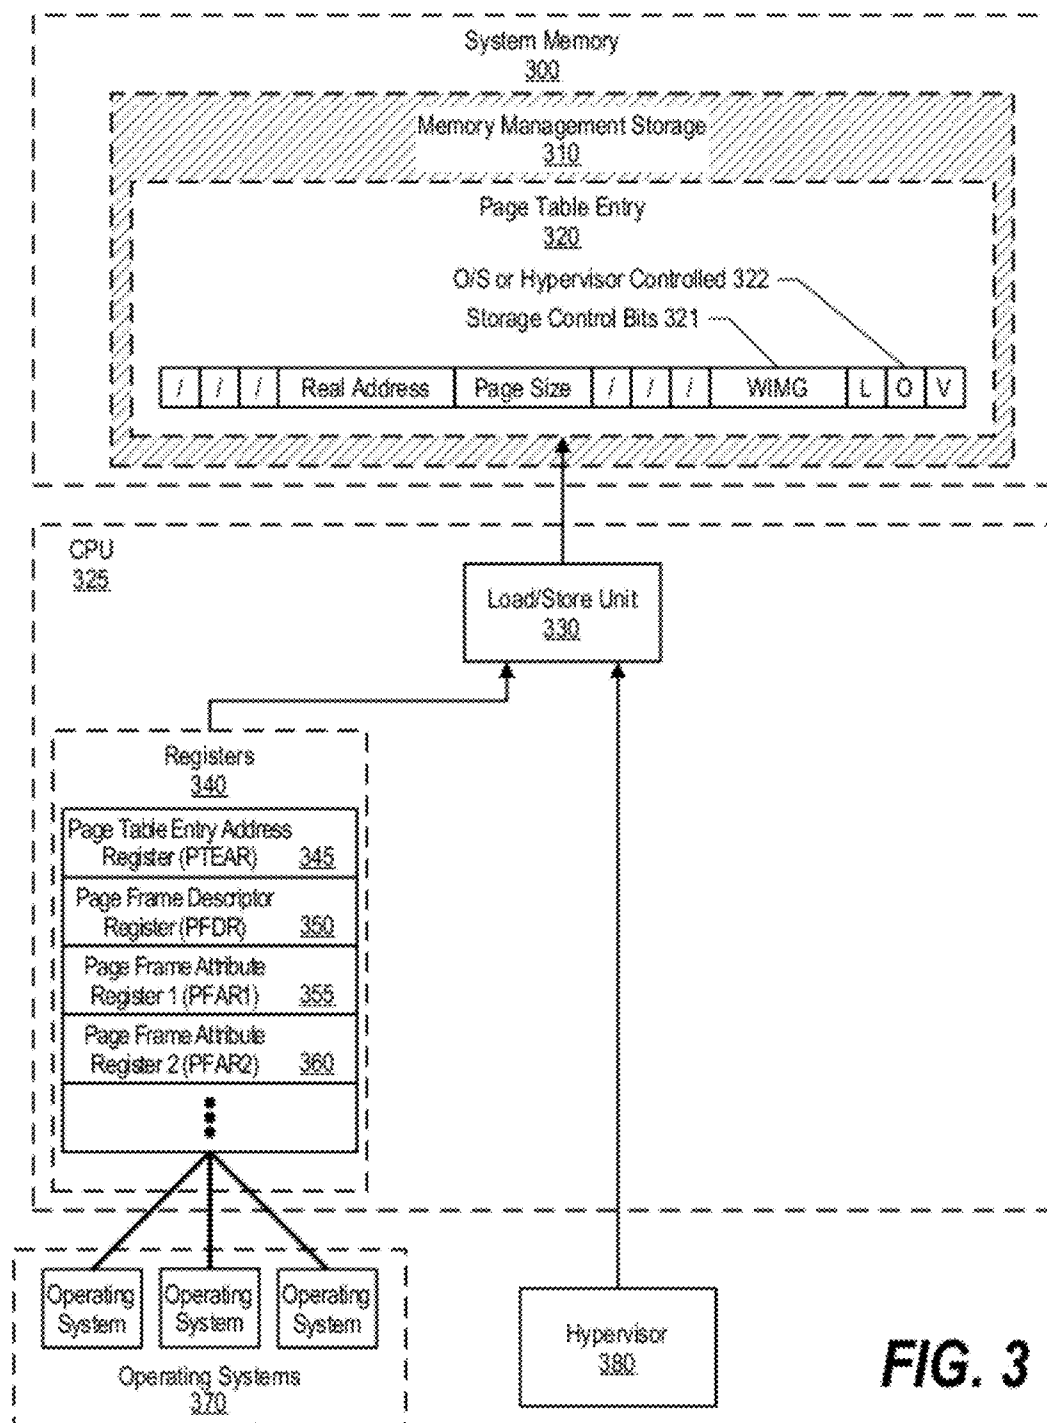 System Memory
300
Memory Management Storage
310
Page Table Entry
320
O/S or Hypervisor Controlled 322
Storage Control Bits 321
/ / / Real Address Page Size / / / WIMG L O V
CPU
325
Load/Store Unit
330
Registers
340
Page Table Entry Address
Register (PTEAR) 345
Page Frame Descriptor
Register (PFDR) 350
Page Frame Attribute
Register 1 (PFAR1) 355
Page Frame Attribute
Register 2 (PFAR2) 360
Operating Operating Operating
System System System
Operating Systems
370
Hypervisor
380
FIG. 3